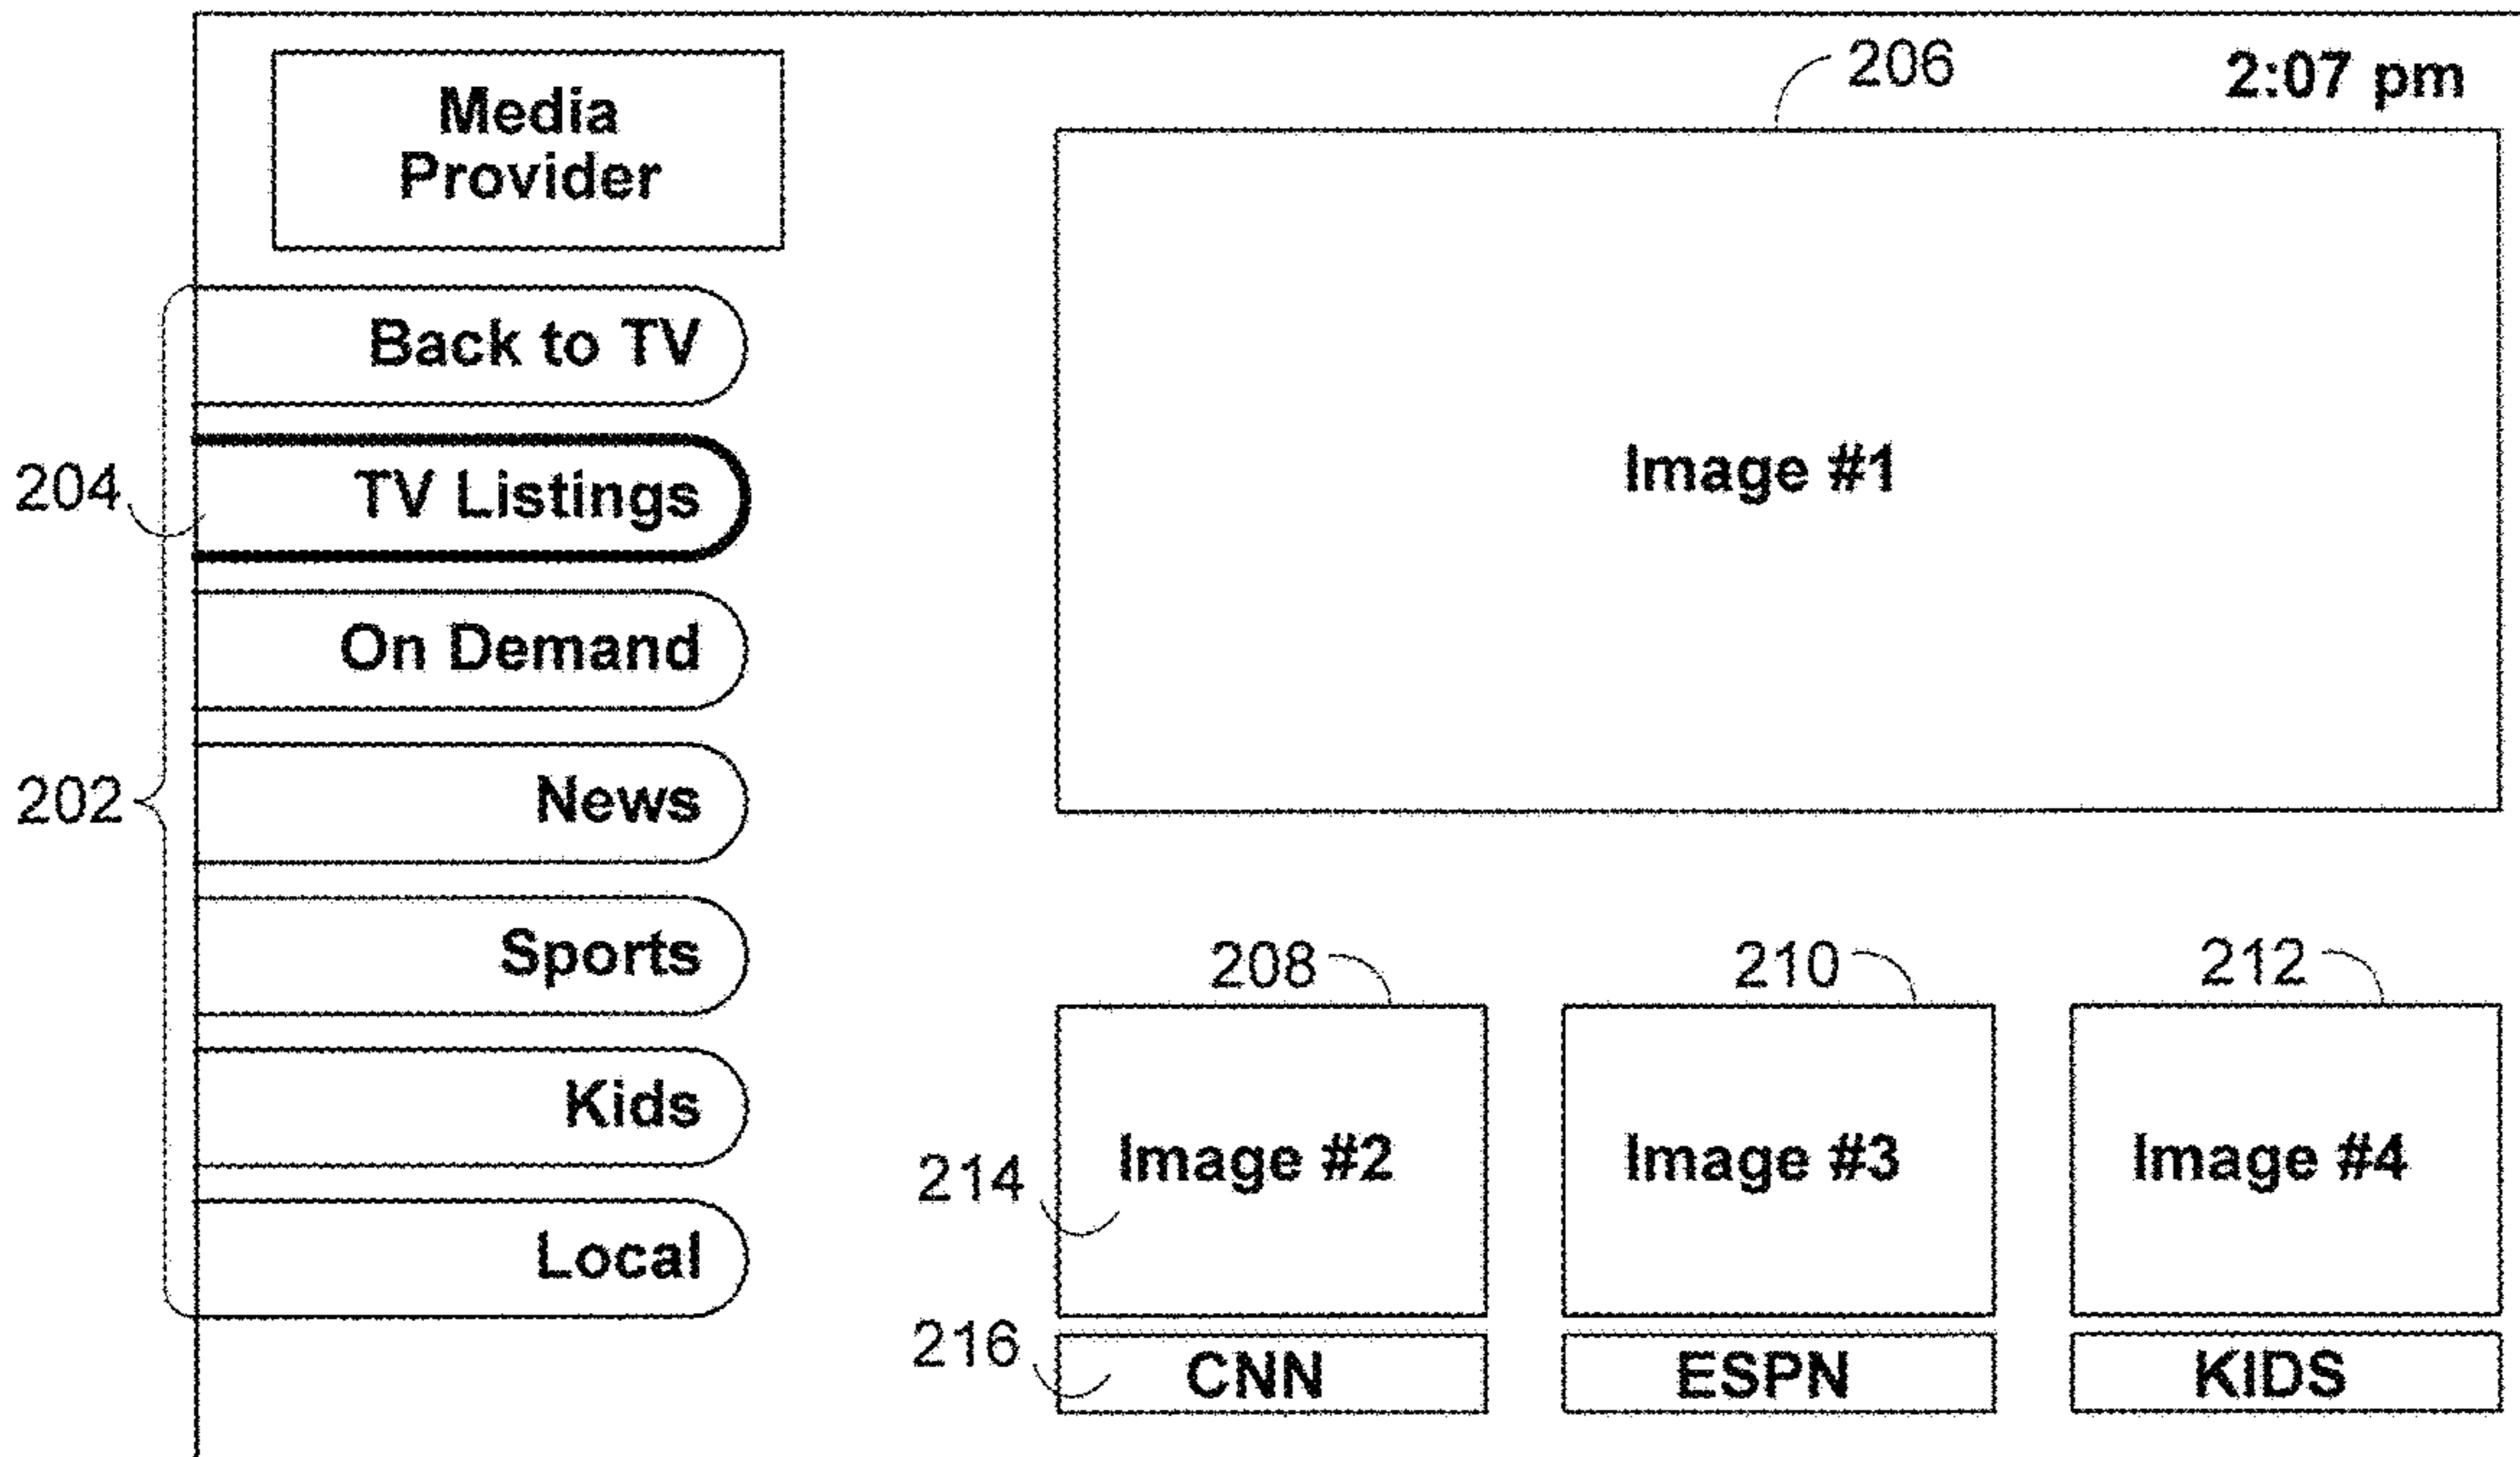 206
2:07 pm
Media
Provider
Back to TV
204
TV Listings
Image #1
On Demand
202
News
Sports
208
210
212
Kids
214
Image #2
Image #3
Image #4
Local
216
CNN
ESPN
KIDS